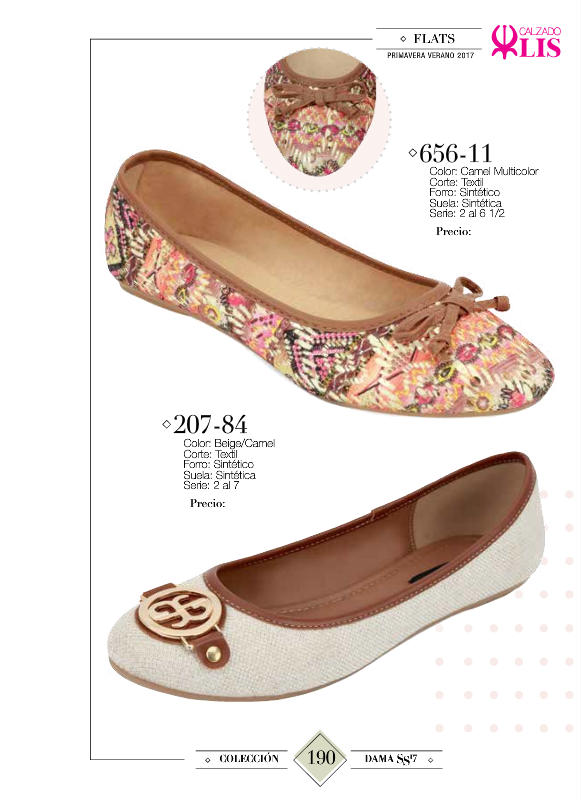 FLATS
PRIMAVERA VERANO 2017
CALZADO
LIS
656-11
Color: Camel Multicolor
Corte: Textil
Forro: Sintético
Suela: Sintética
Serie: 2 al 6 1/2
Precio:
207-84
Color: Beige/Camel
Corte: Textil
Forro: Sintético
Suela: Sintética
Serie: 2 al 7
Precio:
COLECCIÓN
190
DAMA SS'7